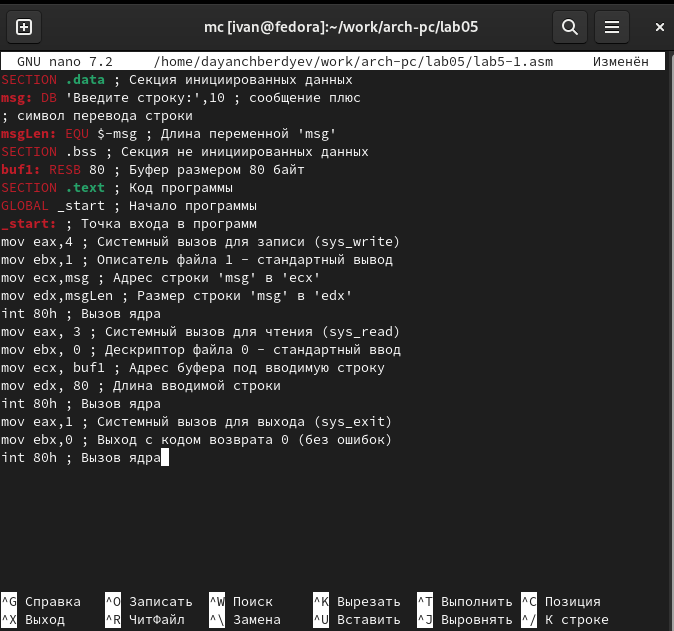 mc [ivan@fedora]:~/work/arch-pc/lab05
GNU nano 7.2 /home/dayanchberdyev/work/arch-pc/lab05/lab5-1.asm Изменён
SECTION .data ; Секция инициированных данных
msg: DB 'Введите строку:',10 ; сообщение плюс
; символ перевода строки
msgLen: EQU $-msg ; Длина переменной 'msg'
SECTION .bss ; Секция не инициированных данных
buf1: RESB 80 ; Буфер размером 80 байт
SECTION .text ; Код программы
GLOBAL _start ; Начало программы
_start: ; Точка входа в программ
mov eax,4 ; Системный вызов для записи (sys_write)
mov ebx,1 ; Описатель файла 1 - стандартный вывод
mov ecx,msg ; Адрес строки 'msg' в 'ecx'
mov edx,msgLen ; Размер строки 'msg' в 'edx'
int 80h ; Вызов ядра
mov eax, 3 ; Системный вызов для чтения (sys_read)
mov ebx, 0 ; Дескриптор файла 0 - стандартный ввод
mov ecx, buf1 ; Адрес буфера под вводимую строку
mov edx, 80 ; Длина вводимой строки
int 80h ; Вызов ядра
mov eax,1 ; Системный вызов для выхода (sys_exit)
mov ebx,0 ; Выход с кодом возврата 0 (без ошибок)
int 80h ; Вызов ядра
^G Справка ^O Записать ^W Поиск ^K Вырезать ^T Выполнить ^C Позиция
^X Выход ^R ЧитФайл ^\ Замена ^U Вставить ^J Выровнять ^/ К строке